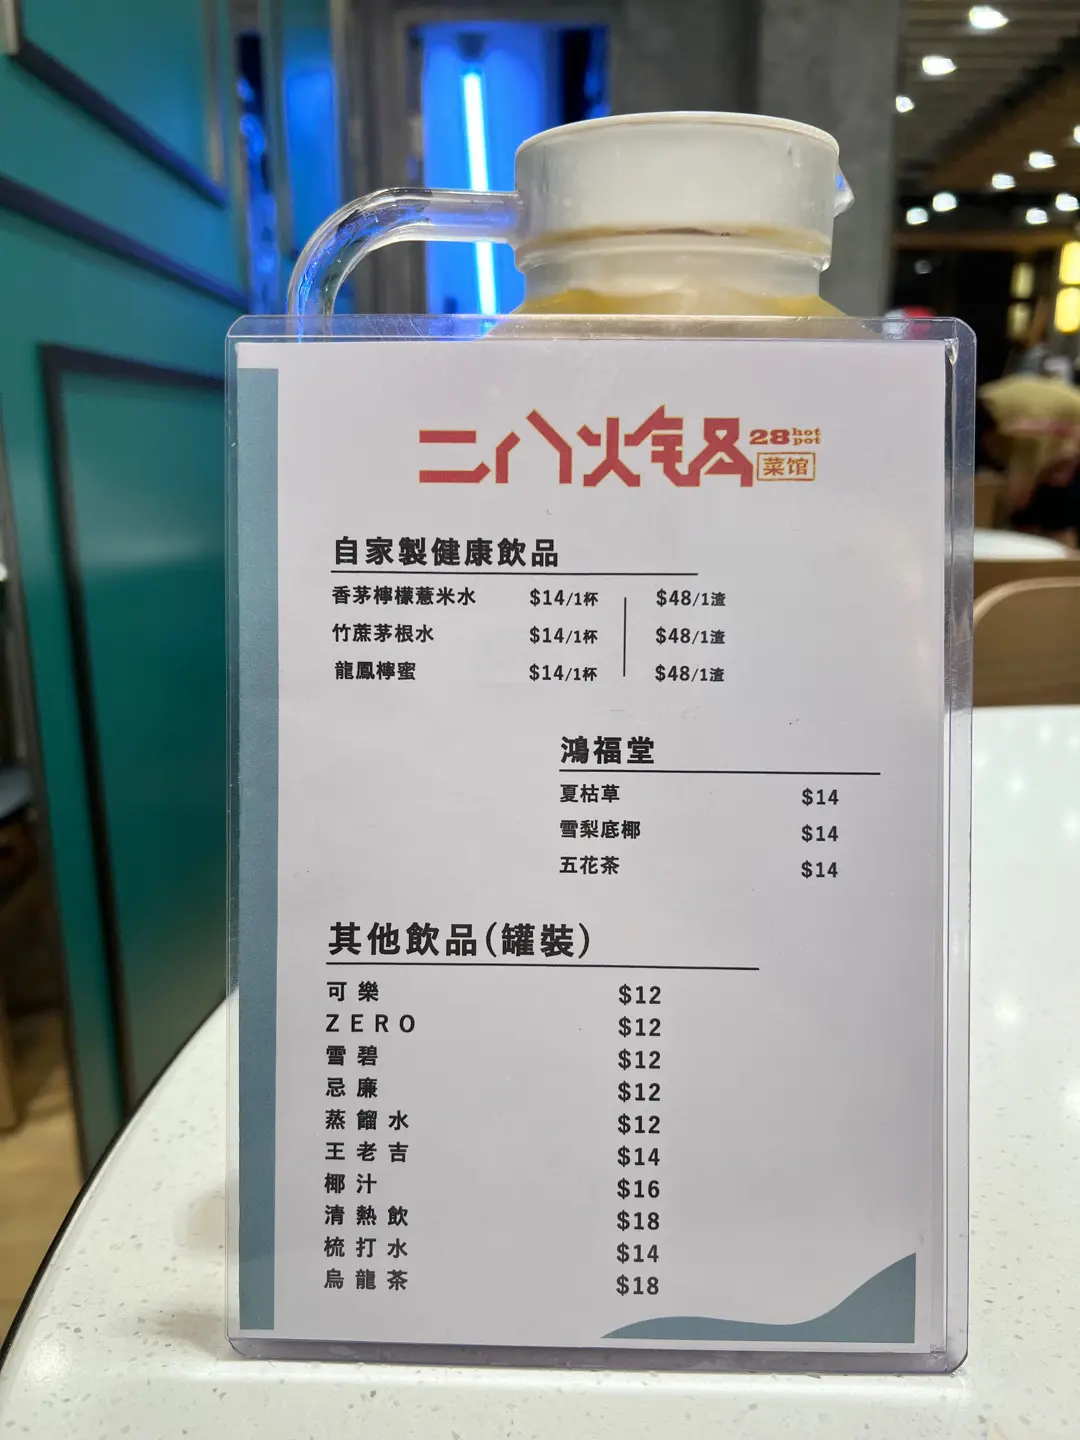 二八火锅 28 hot pot
菜馆
自家製健康飲品
香茅檸檬薏米水 $14/1杯 $48/1渣
竹蔗茅根水 $14/1杯 $48/1渣
龍鳳檸蜜 $14/1杯 $48/1渣
鴻福堂
夏枯草 $14
雪梨底椰 $14
五花茶 $14
其他飲品(罐裝)
可樂 $12
ZERO $12
雪碧 $12
忌廉 $12
蒸餾水 $12
王老吉 $14
椰汁 $16
清熱飲 $18
梳打水 $14
烏龍茶 $18